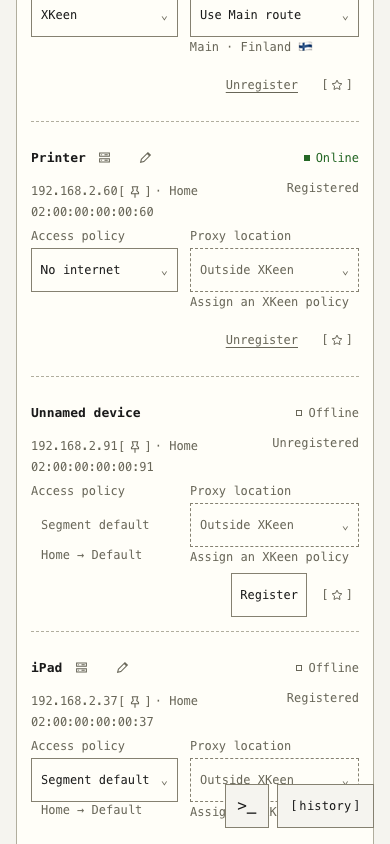 XKeen
Use Main route
Main · Finland 🇫🇮
Unregister [☆]
Printer
Online
192.168.2.60[ ]· Home
Registered
02:00:00:00:00:60
Access policy
Proxy location
No internet
Outside XKeen
Assign an XKeen policy
Unregister [☆]
Unnamed device
Offline
192.168.2.91[ ]· Home
Unregistered
02:00:00:00:00:91
Access policy
Proxy location
Segment default
Outside XKeen
Home → Default
Assign an XKeen policy
Register [☆]
iPad
Offline
192.168.2.37[ ]· Home
Registered
02:00:00:00:00:37
Access policy
Proxy location
Segment default
Outside XKeen
Home → Default
>_ [history]